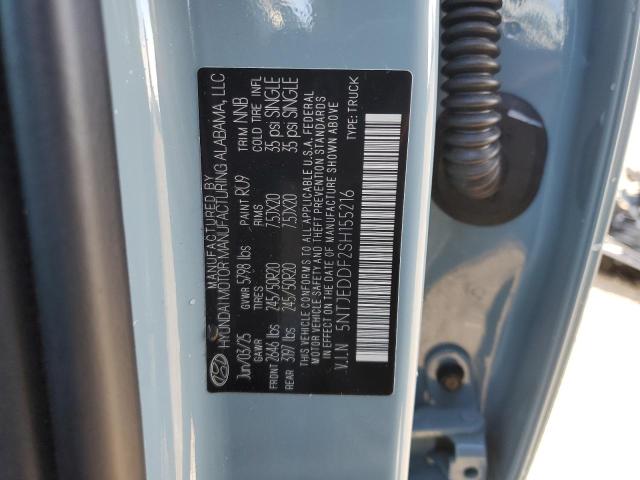 MANUFACTURED BY
HYUNDAI MOTOR MANUFACTURING ALABAMA, LLC
Jun/03/25 GVWR 5798 lbs PAINT RU9 TRIM NNB
GAWR TIRES RIMS COLD TIRE INFL
FRONT 2646 lbs 245/50R20 7.5JX20 35 psi SINGLE
REAR 3397 lbs 245/50R20 7.5JX20 35 psi SINGLE
THIS VEHICLE CONFORMS TO ALL APPLICABLE U.S.A. FEDERAL
MOTOR VEHICLE SAFETY AND THEFT PREVENTION STANDARDS
IN EFFECT ON THE DATE OF MANUFACTURE SHOWN ABOVE
V.I.N 5NTJEDDF2SH155216 TYPE:TRUCK